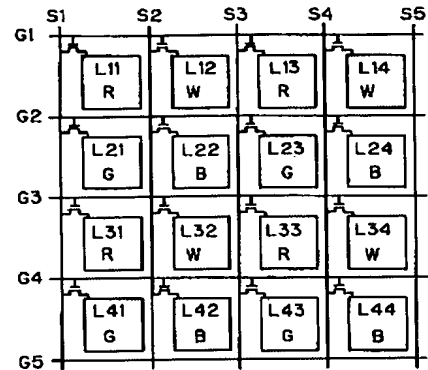 S1 S2 S3 S4 S5
G1
L11 L12 L13 L14
R W R W
G2
L21 L22 L23 L24
G B G B
G3
L31 L32 L33 L34
R W R W
G4
L41 L42 L43 L44
G B G B
G5